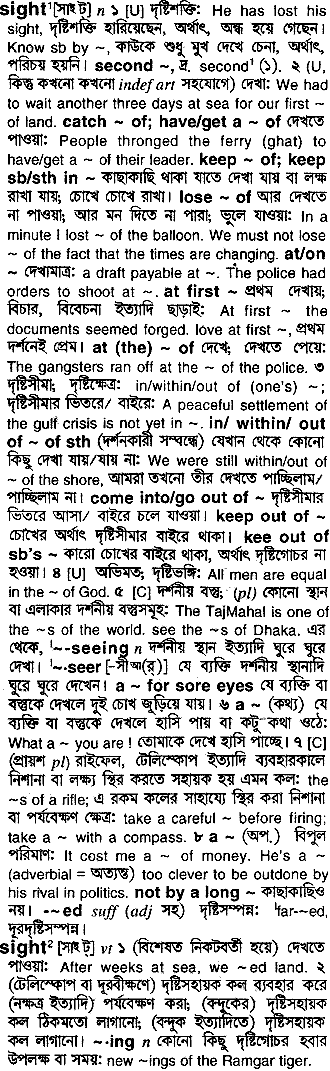 sight¹ [সাইট্] n ১ [U] দৃষ্টিশক্তি: He has lost his
sight, দৃষ্টিশক্তি হারিয়েছেন, অর্থাৎ, অন্ধ হয়ে গেছেন।
Know sb by ~, কাউকে শুধু মুখ দেখে চেনা, অর্থাৎ,
পরিচয় হয়নি। second ~, দ্র. second¹ (১). ২ (U,
কিন্তু কখনো কখনো indef art সহযোগে) দেখা: We had
to wait another three days at sea for our first ~
of land. catch ~ of; have/get a ~ of দেখতে
পাওয়া: People thronged the ferry (ghat) to
have/get a ~ of their leader. keep ~ of; keep
sb/sth in ~ কাছাকাছি থাকা যাতে দেখা যায় বা লক্ষ
রাখা যায়; চোখে চোখে রাখা। lose ~ of আর দেখতে
না পাওয়া; আর মন দিতে না পারা; ভুলে যাওয়া: In a
minute I lost ~ of the balloon. We must not lose
~ of the fact that the times are changing. at/on
~ দেখামাত্র: a draft payable at ~. The police had
orders to shoot at ~. at first ~ প্রথম দেখায়;
বিচার, বিবেচনা ইত্যাদি ছাড়াই: At first ~ the
documents seemed forged. love at first ~, প্রথম
দর্শনেই প্রেম। at (the) ~ of দেখে; দেখতে পেয়ে:
The gangsters ran off at the ~ of the police. ৩
দৃষ্টিসীমা; দৃষ্টিক্ষেত্র: in/within/out of (one's) ~;
দৃষ্টিসীমার ভিতরে/ বাইরে: A peaceful settlement of
the gulf crisis is not yet in ~. in/ within/ out
of ~ of sth (দর্শনকারী সম্বন্ধে) যেখান থেকে কোনো
কিছু দেখা যায়/যায় না: We were still within/out of
~ of the shore, আমরা তখনো তীর দেখতে পাচ্ছিলাম/
পাচ্ছিলাম না। come into/go out of ~ দৃষ্টিসীমার
ভিতরে আসা/ বাইরে চলে যাওয়া। keep out of ~
চোখের অর্থাৎ দৃষ্টিসীমার বাইরে থাকা। kee out of
sb's ~ কারো চোখের বাইরে থাকা, অর্থাৎ দৃষ্টিগোচর না
হওয়া। ৪ [U] অভিমত; দৃষ্টিভঙ্গি: All men are equal
in the ~ of God. ৫ [C] দর্শনীয় বস্তু; (pl) কোনো স্থান
বা এলাকার দর্শনীয় বস্তুসমূহ: The TajMahal is one of
the ~s of the world. see the ~s of Dhaka. এর
থেকে, ¹~-seeing n দর্শনীয় স্থান ইত্যাদি ঘুরে ঘুরে
দেখা। ¹~-seer [-সীআ(র্)] যে ব্যক্তি দর্শনীয় স্থানাদি
ঘুরে ঘুরে দেখেন। a ~ for sore eyes যে ব্যক্তি বা
বস্তুকে দেখলে দুই চোখ জুড়িয়ে যায়। ৬ a ~ (কথ্য) যে
ব্যক্তি বা বস্তুকে দেখলে হাসি পায় বা কটু কথা ওঠে:
What a ~ you are ! তোমাকে দেখে হাসি পাচ্ছে। ৭ [C]
(প্রায়শ pl) রাইফেল, টেলিস্কোপ ইত্যাদি ব্যবহারকালে
নিশানা বা লক্ষ্য স্থির করতে সহায়ক হয় এমন কল: the
~s of a rifle; এ রকম কলের সাহায্যে স্থির করা নিশানা
বা পর্যবেক্ষণ ক্ষেত্র: take a careful ~ before firing;
take a ~ with a compass. ৮ a ~ (অপ.) বিপুল
পরিমাণ: It cost me a ~ of money. He's a ~
(adverbial = অত্যন্ত) too clever to be outdone by
his rival in politics. not by a long ~ কাছাকাছিও
নয়। ~ed suff (adj সহ) দৃষ্টিসম্পন্ন: ¹far-~ed,
দূরদৃষ্টিসম্পন্ন।
sight² [সাইট্] vt ১ (বিশেষত নিকটবর্তী হয়ে) দেখতে
পাওয়া: After weeks at sea, we ~ed land. ২
(টেলিস্কোপ বা দূরবীক্ষণে) দৃষ্টিসহায়ক কল ব্যবহার করে
(নক্ষত্র ইত্যাদি) পর্যবেক্ষণ করা; (বন্দুকের) দৃষ্টিসহায়ক
কল ঠিকমতো লাগানো; (বন্দুক ইত্যাদিতে) দৃষ্টিসহায়ক
কল লাগানো। ~·ing n কোনো কিছু দৃষ্টিগোচর হবার
উপলক্ষ বা সময়: new ~ings of the Ramgar tiger.